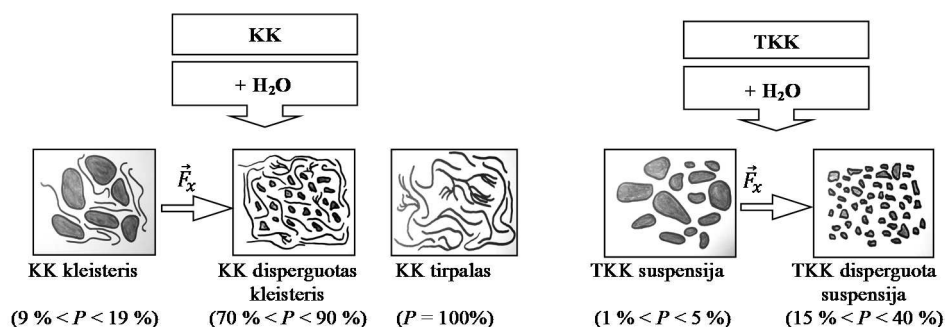 KK
+ H₂O
TKK
+ H₂O
F⃗ₓ
F⃗ₓ
KK kleisteris
KK disperguotas
kleisteris
KK tirpalas
TKK suspensija
TKK disperguota
suspensija
(9 % < P < 19 %)
(70 % < P < 90 %)
(P = 100%)
(1 % < P < 5 %)
(15 % < P < 40 %)